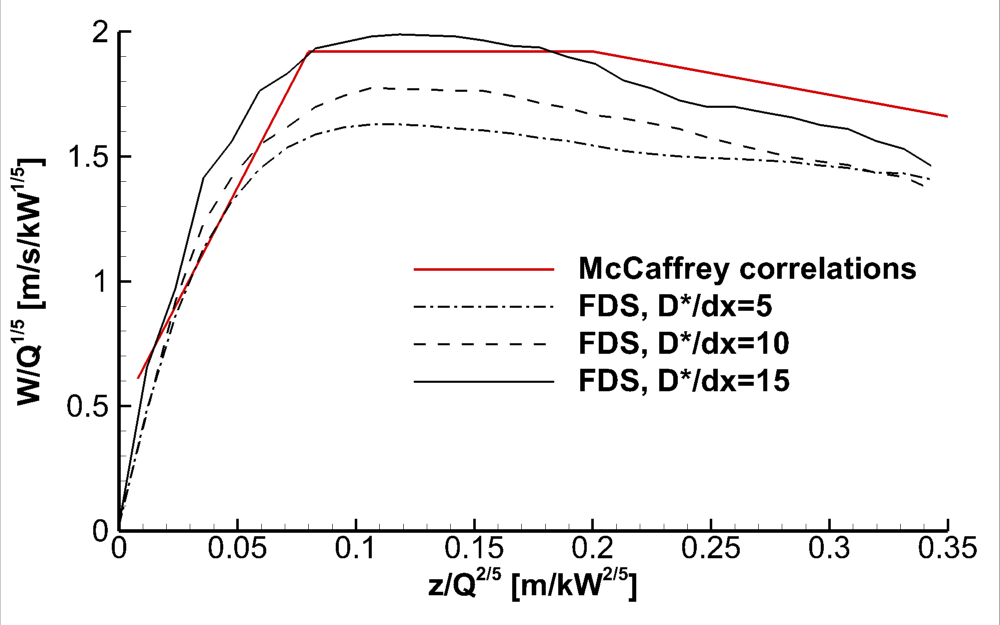 2
1.5
1
0.5
0
W/Q^1/5 [m/s/kW^1/5]
McCaffrey correlations
FDS, D*/dx=5
FDS, D*/dx=10
FDS, D*/dx=15
0 0.05 0.1 0.15 0.2 0.25 0.3 0.35
z/Q^2/5 [m/kW^2/5]